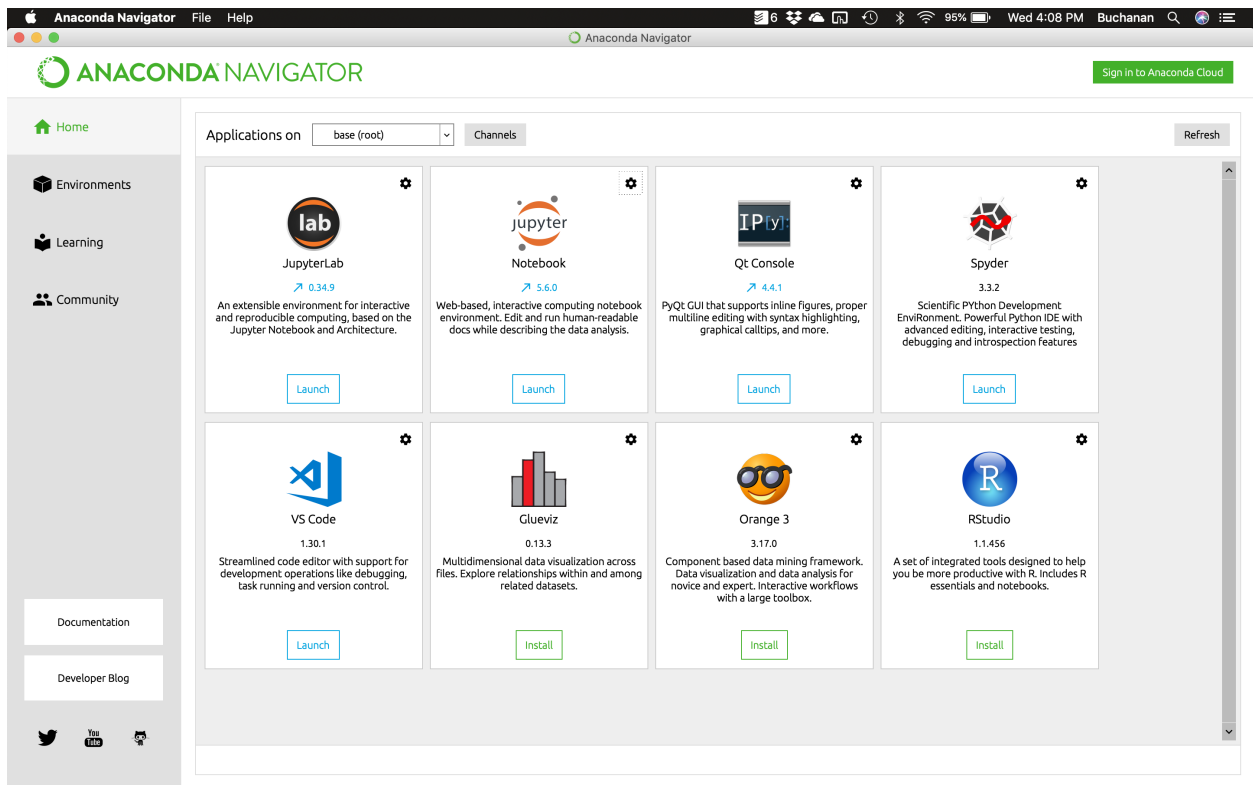 Anaconda Navigator File Help 6 95% Wed 4:08 PM Buchanan
Anaconda Navigator
ANACONDA NAVIGATOR
Sign in to Anaconda Cloud
Home
Environments
Learning
Community
Documentation
Developer Blog
You
Tube
Applications on base (root) Channels Refresh
lab
JupyterLab
0.34.9
An extensible environment for interactive
and reproducible computing, based on the
Jupyter Notebook and Architecture.
Launch
jupyter
Notebook
5.6.0
Web-based, interactive computing notebook
environment. Edit and run human-readable
docs while describing the data analysis.
Launch
IP[y]:
Qt Console
4.4.1
PyQt GUI that supports inline figures, proper
multiline editing with syntax highlighting,
graphical calltips, and more.
Launch
Spyder
3.3.2
Scientific PYthon Development
EnviRonment. Powerful Python IDE with
advanced editing, interactive testing,
debugging and introspection features
Launch
VS Code
1.30.1
Streamlined code editor with support for
development operations like debugging,
task running and version control.
Launch
Glueviz
0.13.3
Multidimensional data visualization across
files. Explore relationships within and among
related datasets.
Install
Orange 3
3.17.0
Component based data mining framework.
Data visualization and data analysis for
novice and expert. Interactive workflows
with a large toolbox.
Install
R
RStudio
1.1.456
A set of integrated tools designed to help
you be more productive with R. Includes R
essentials and notebooks.
Install